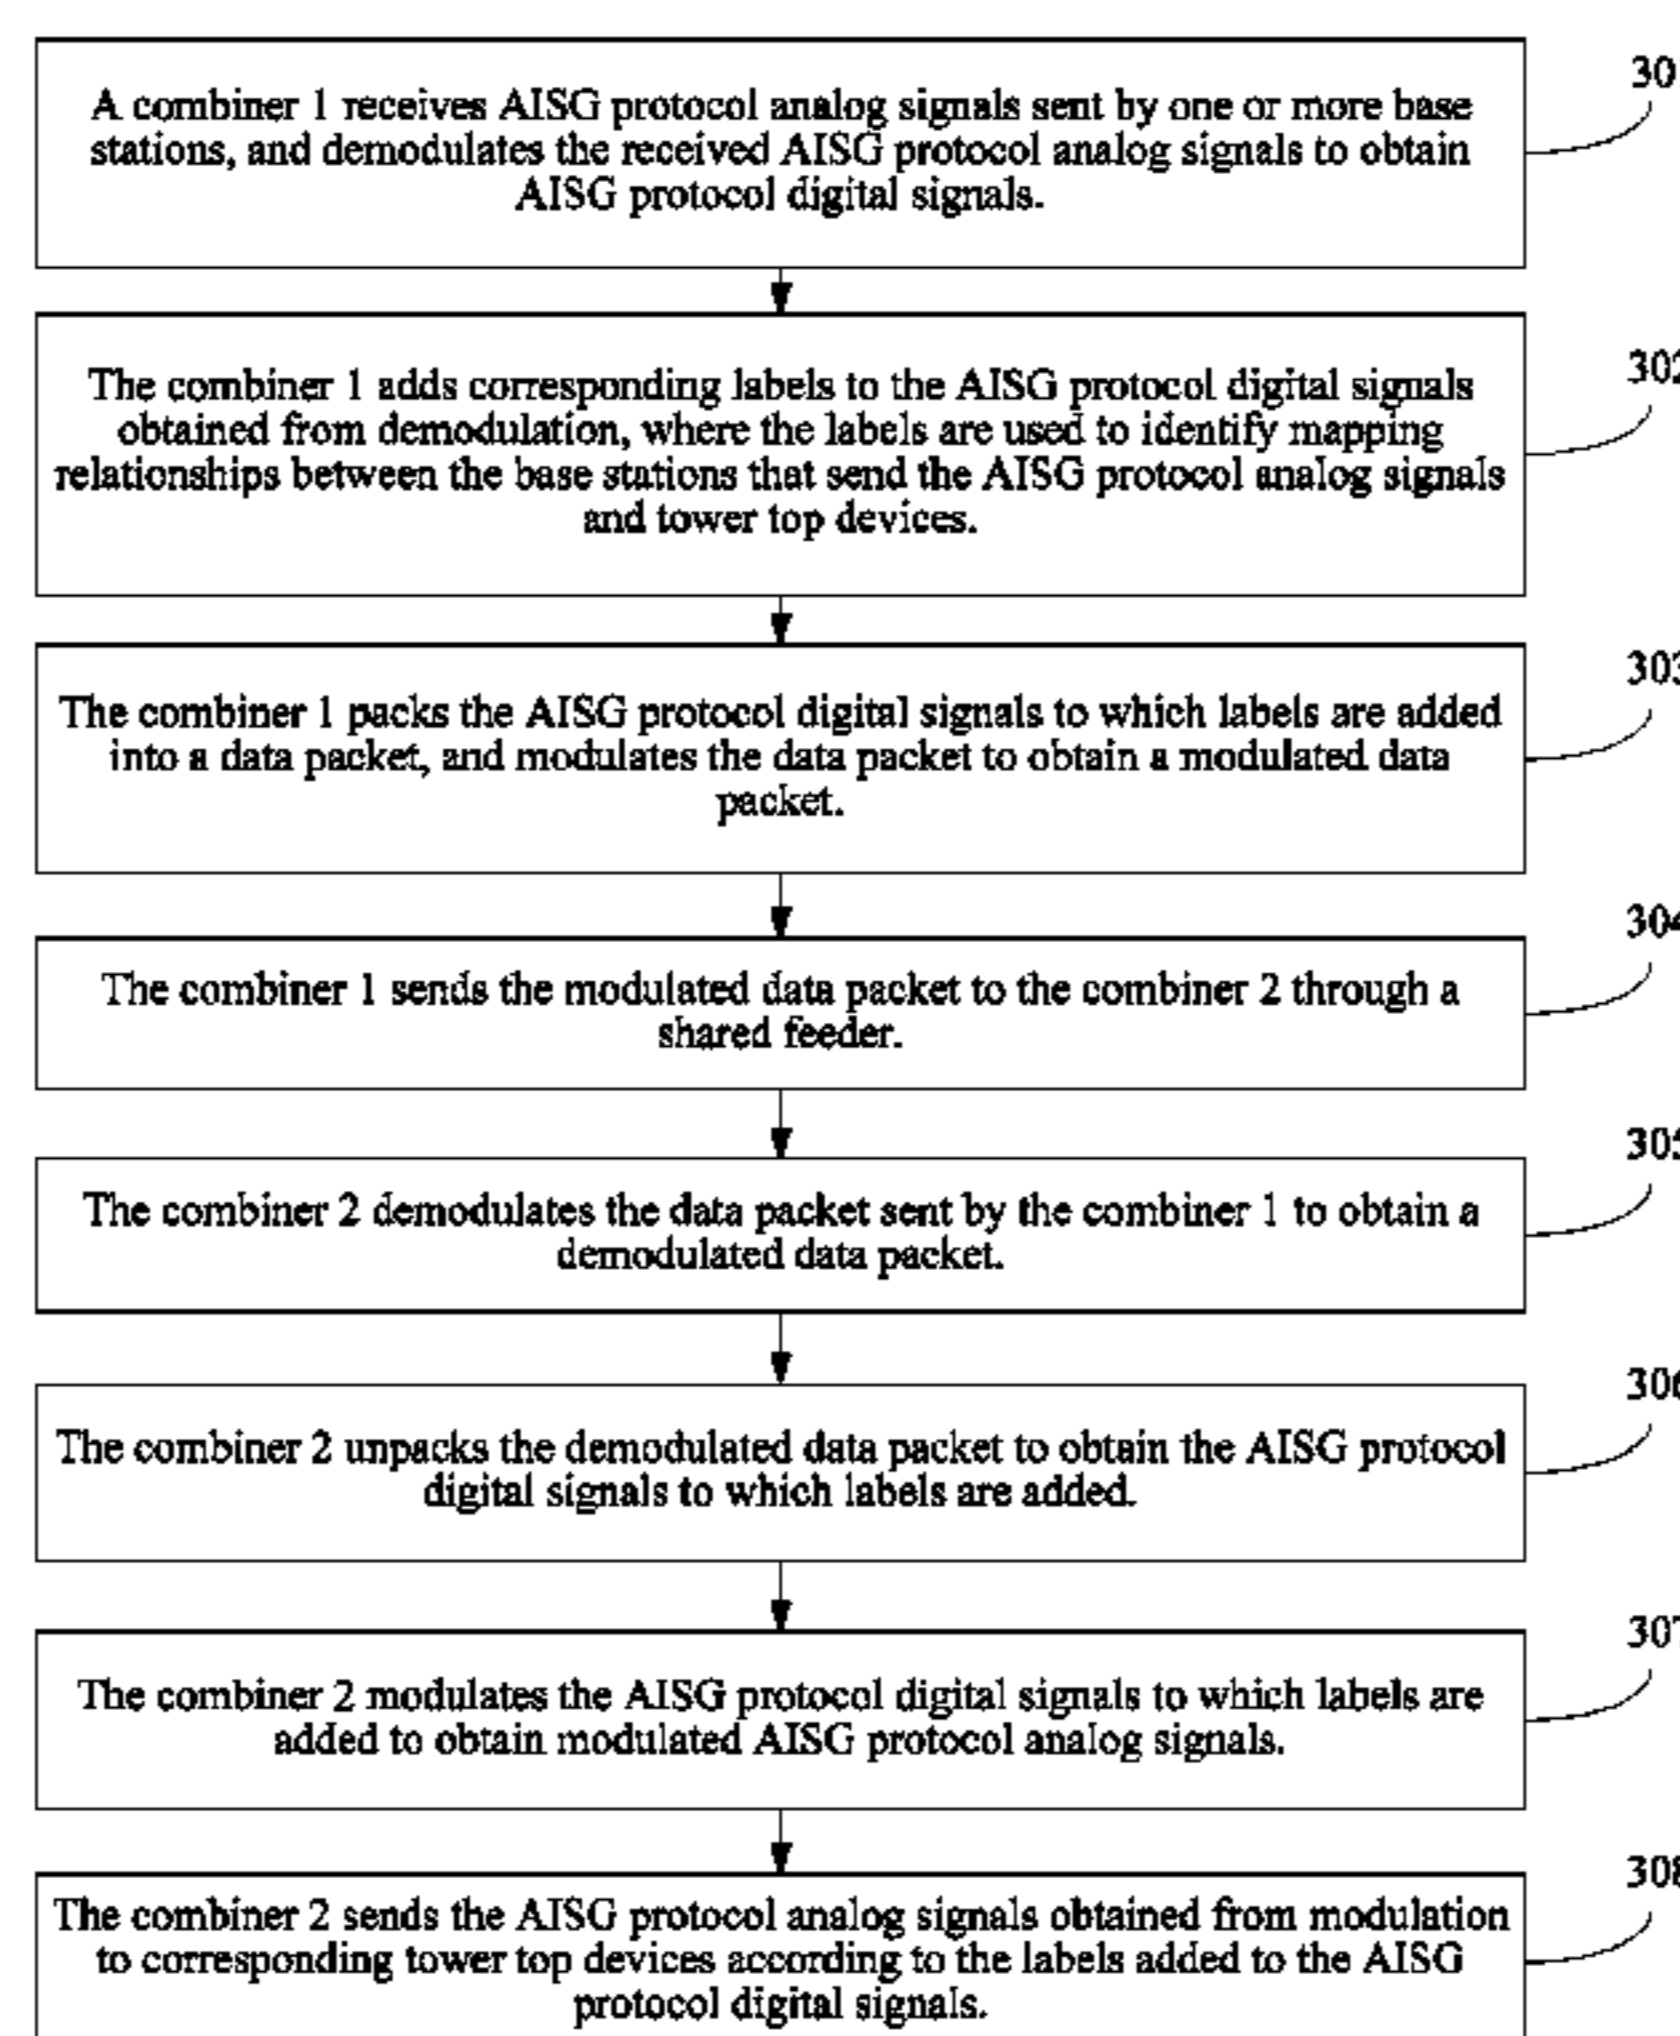 30
A combiner 1 receives AISG protocol analog signals sent by one or more base
stations, and demodulates the received AISG protocol analog signals to obtain
AISG protocol digital signals.
302
The combiner 1 adds corresponding labels to the AISG protocol digital signals
obtained from demodulation, where the labels are used to identify mapping
relationships between the base stations that send the AISG protocol analog signals
and tower top devices.
303
The combiner 1 packs the AISG protocol digital signals to which labels are added
into a data packet, and modulates the data packet to obtain a modulated data
packet.
304
The combiner 1 sends the modulated data packet to the combiner 2 through a
shared feeder.
305
The combiner 2 demodulates the data packet sent by the combiner 1 to obtain a
demodulated data packet.
306
The combiner 2 unpacks the demodulated data packet to obtain the AISG protocol
digital signals to which labels are added.
307
The combiner 2 modulates the AISG protocol digital signals to which labels are
added to obtain modulated AISG protocol analog signals.
308
The combiner 2 sends the AISG protocol analog signals obtained from modulation
to corresponding tower top devices according to the labels added to the AISG
protocol digital signals.